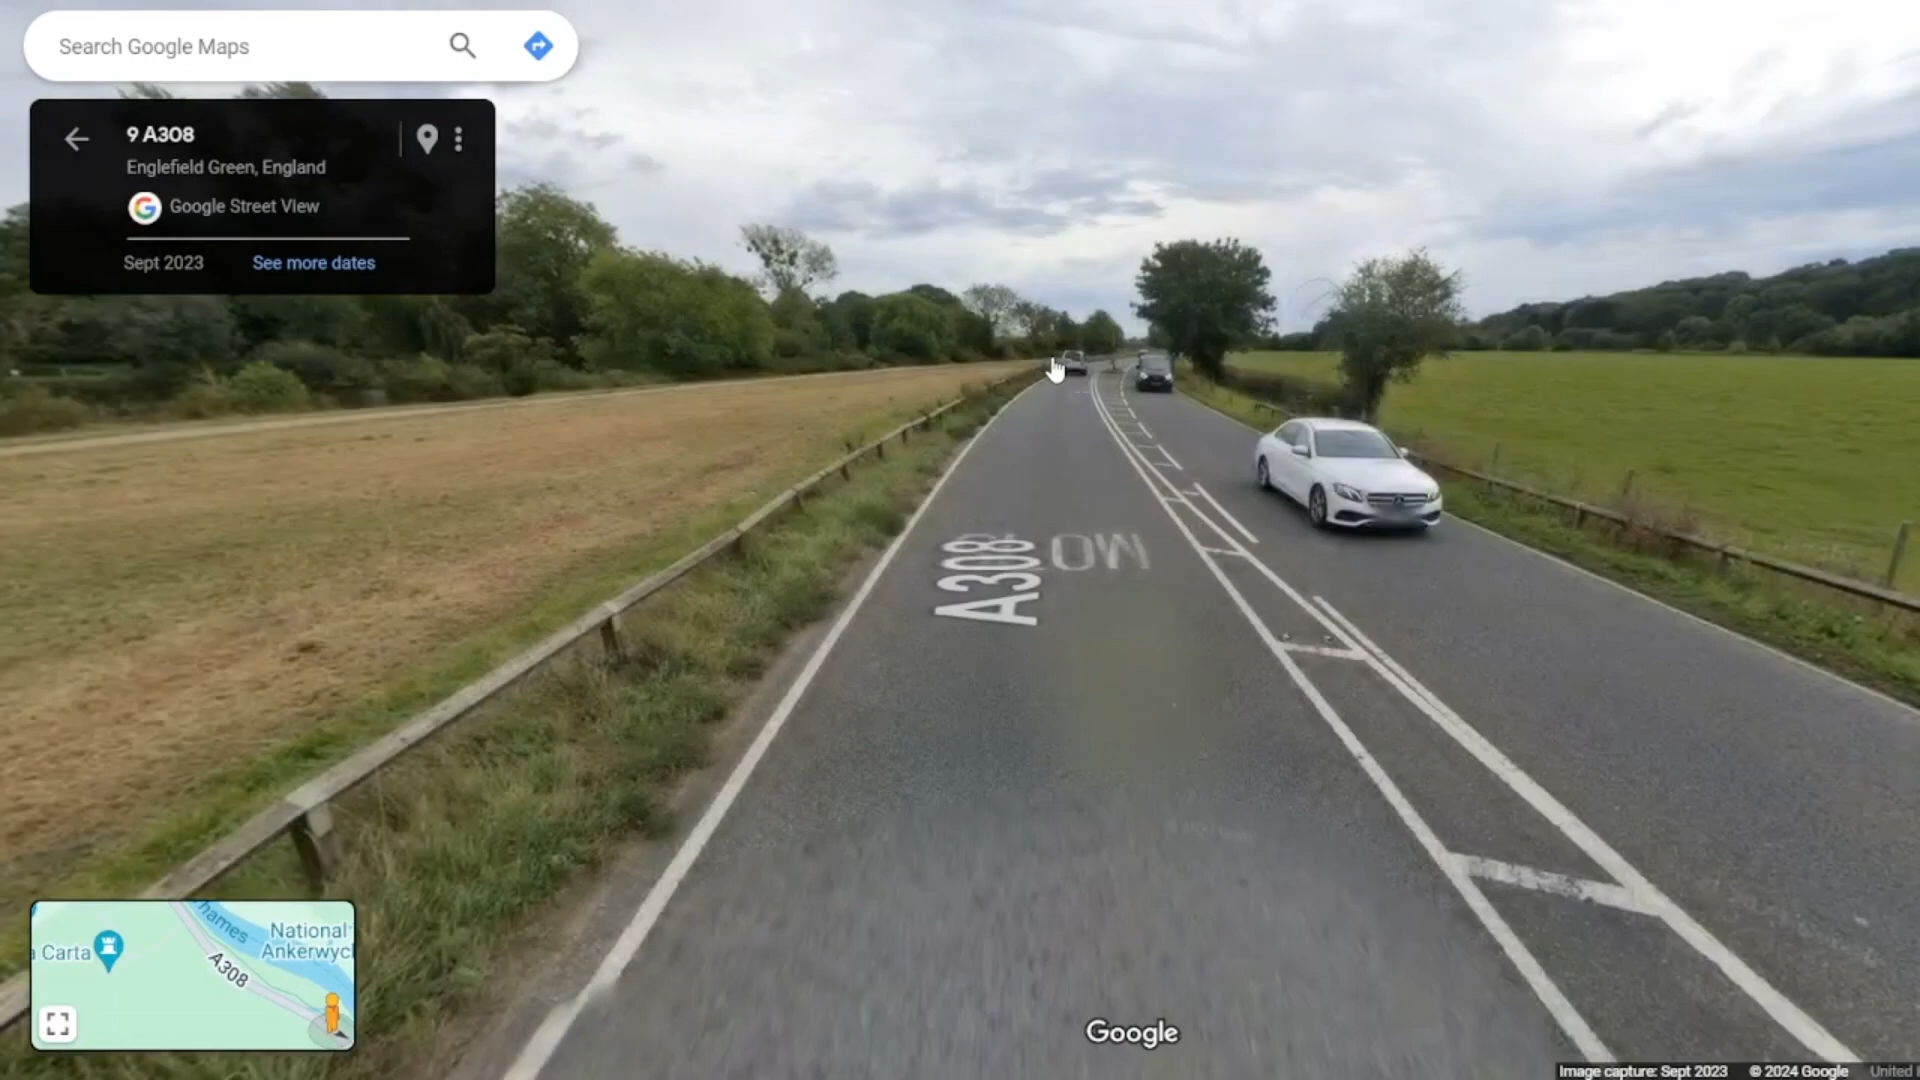 Search Google Maps
9 A308
Englefield Green, England
Google Street View
Sept 2023 See more dates
A308
OW
Thames
National
Ankerwyc
a Carta
A308
Google
Image capture: Sept 2023 © 2024 Google United